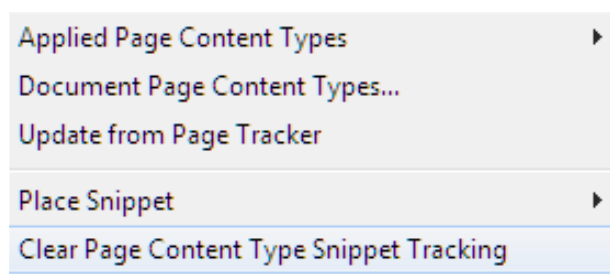 Applied Page Content Types
Document Page Content Types...
Update from Page Tracker
Place Snippet
Clear Page Content Type Snippet Tracking